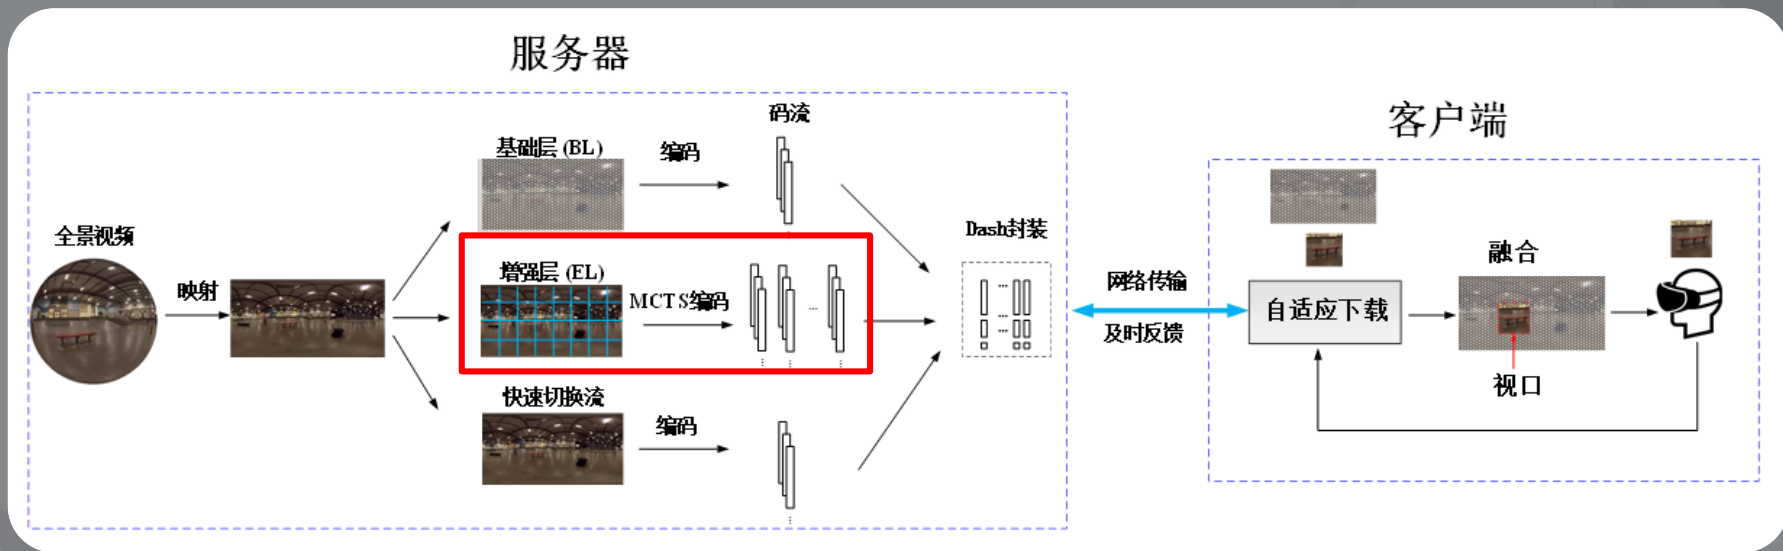 服务器
客户端
码流
基础层 (BL)
编码
全景视频
映射
增强层 (EL)
MCTS编码
...
Dash封装
网络传输
及时反馈
自适应下载
融合
视口
快速切换流
编码